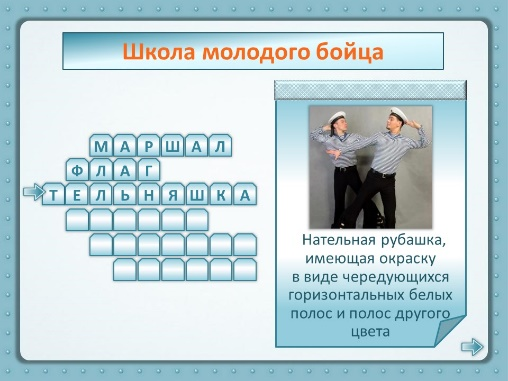 Школа молодого бойца
МАРШАЛ
ФЛАГ
ТЕЛЬНЯШКА
Нательная рубашка,
имеющая окраску
в виде чередующихся
горизонтальных белых
полос и полос другого
цвета